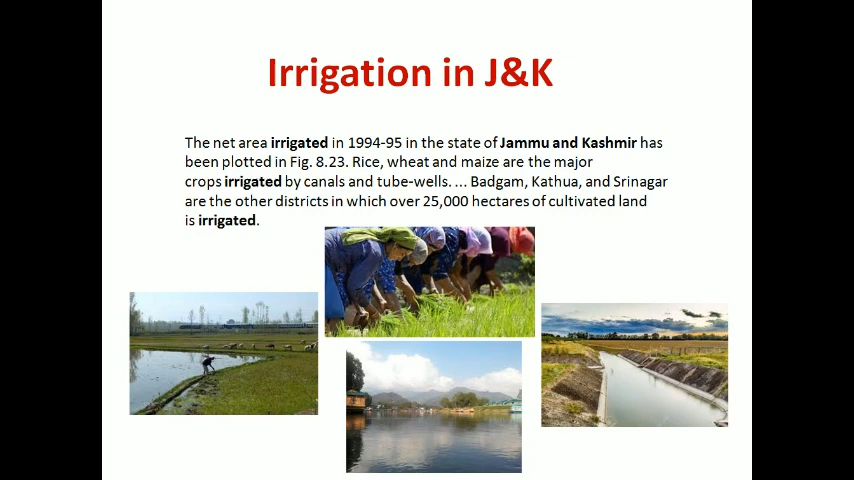 Irrigation in J&K
The net area irrigated in 1994-95 in the state of Jammu and Kashmir has
been plotted in Fig. 8.23. Rice, wheat and maize are the major
crops irrigated by canals and tube-wells. ... Badgam, Kathua, and Srinagar
are the other districts in which over 25,000 hectares of cultivated land
is irrigated.